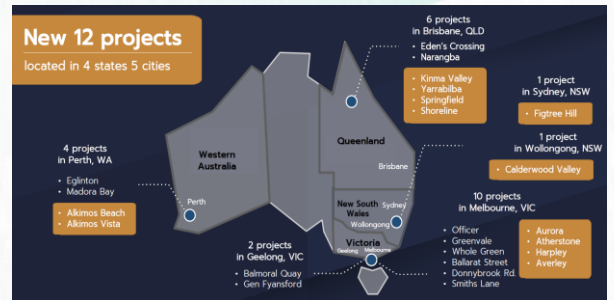 New 12 projects
located in 4 states 5 cities
6 projects
in Brisbane, QLD
• Eden's Crossing
• Narangba
• Kinma Valley
• Yarrabilba
• Springfield
• Shoreline
1 project
in Sydney, NSW
• Figtree Hill
1 project
in Wollongong, NSW
• Calderwood Valley
4 projects
in Perth, WA
• Eglinton
• Madora Bay
• Alkimos Beach
• Alkimos Vista
10 projects
in Melbourne, VIC
• Officer
• Greenvale
• Whole Green
• Ballarat Street
• Donnybrook Rd.
• Smiths Lane
• Aurora
• Atherstone
• Harpley
• Averley
2 projects
in Geelong, VIC
• Balmoral Quay
• Gen Fyansford
Western
Australia
Perth
Queensland
Brisbane
New South
Wales
Sydney
Wollongong
Victoria
Geelong
Melbourne